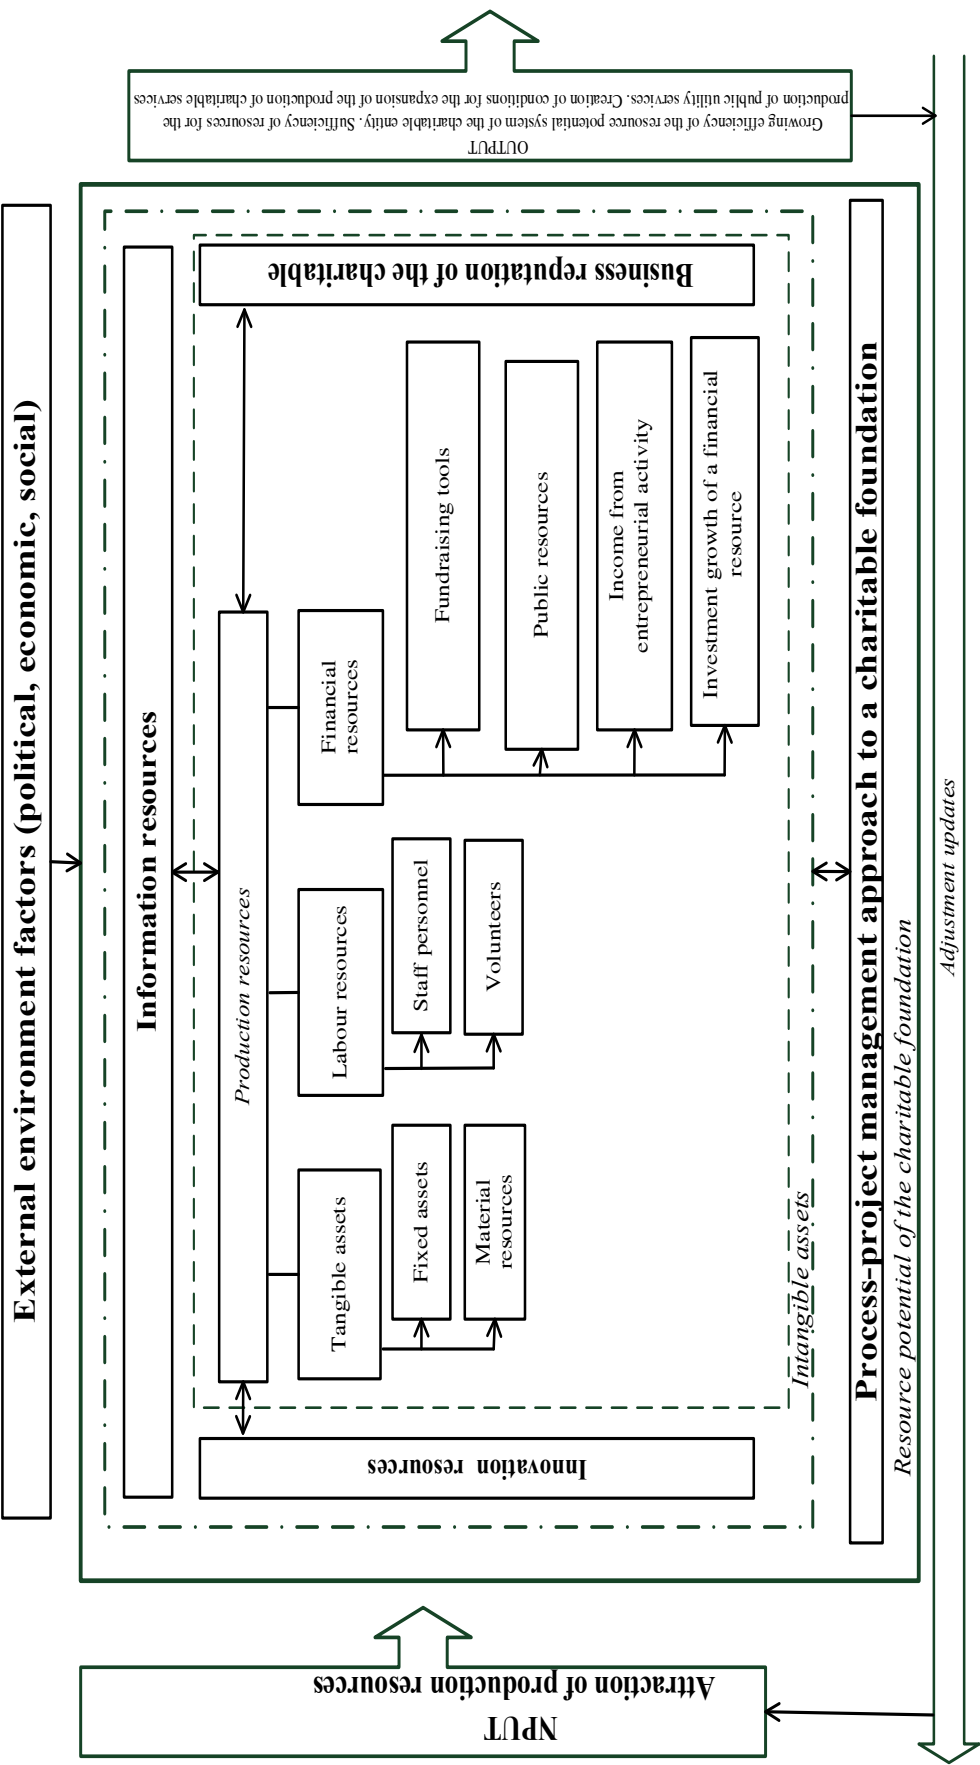 External environment factors (political, economic, social)
Information resources
Production resources
Innovation resources
Business reputation of the charitable
Tangible assets
Fixed assets
Material
resources
Labour resources
Staff personnel
Volunteers
Financial
resources
Fundraising tools
Public resources
Income from
entrepreneurial activity
Investment growth of a financial
resource
Intangible assets
Process-project management approach to a charitable foundation
Resource potential of the charitable foundation
Adjustment updates
NPUT
Attraction of production resources
OUTPUT
Growing efficiency of the resource potential system of the charitable entity. Sufficiency of resources for the
production of public utility services. Creation of conditions for the expansion of the production of charitable services